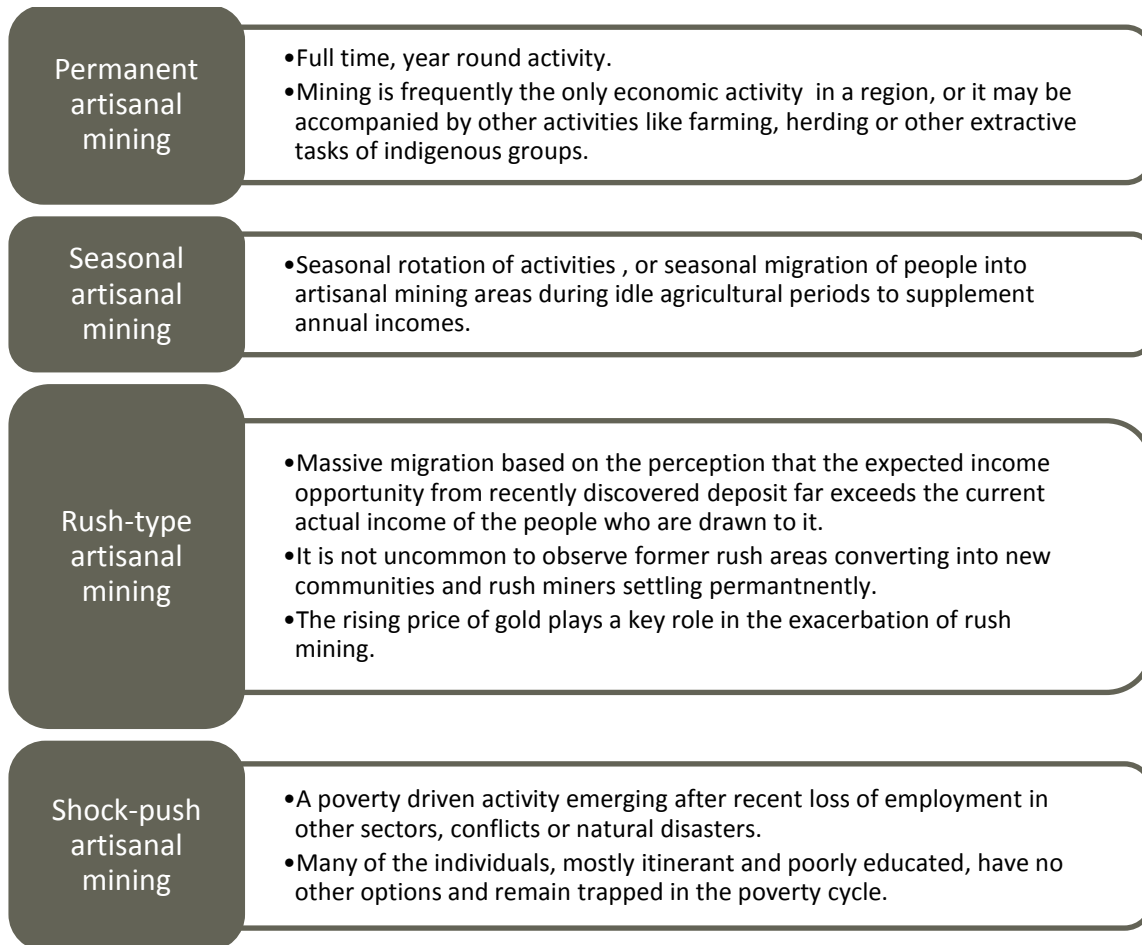 Permanent
artisanal
mining
•Full time, year round activity.
•Mining is frequently the only economic activity  in a region, or it may be
accompanied by other activities like farming, herding or other extractive
tasks of indigenous groups.
Seasonal
artisanal
mining
•Seasonal rotation of activities , or seasonal migration of people into
artisanal mining areas during idle agricultural periods to supplement
annual incomes.
Rush-type
artisanal
mining
•Massive migration based on the perception that the expected income
opportunity from recently discovered deposit far exceeds the current
actual income of the people who are drawn to it.
•It is not uncommon to observe former rush areas converting into new
communities and rush miners settling permantnently.
•The rising price of gold plays a key role in the exacerbation of rush
mining.
Shock-push
artisanal
mining
•A poverty driven activity emerging after recent loss of employment in
other sectors, conflicts or natural disasters.
•Many of the individuals, mostly itinerant and poorly educated, have no
other options and remain trapped in the poverty cycle.